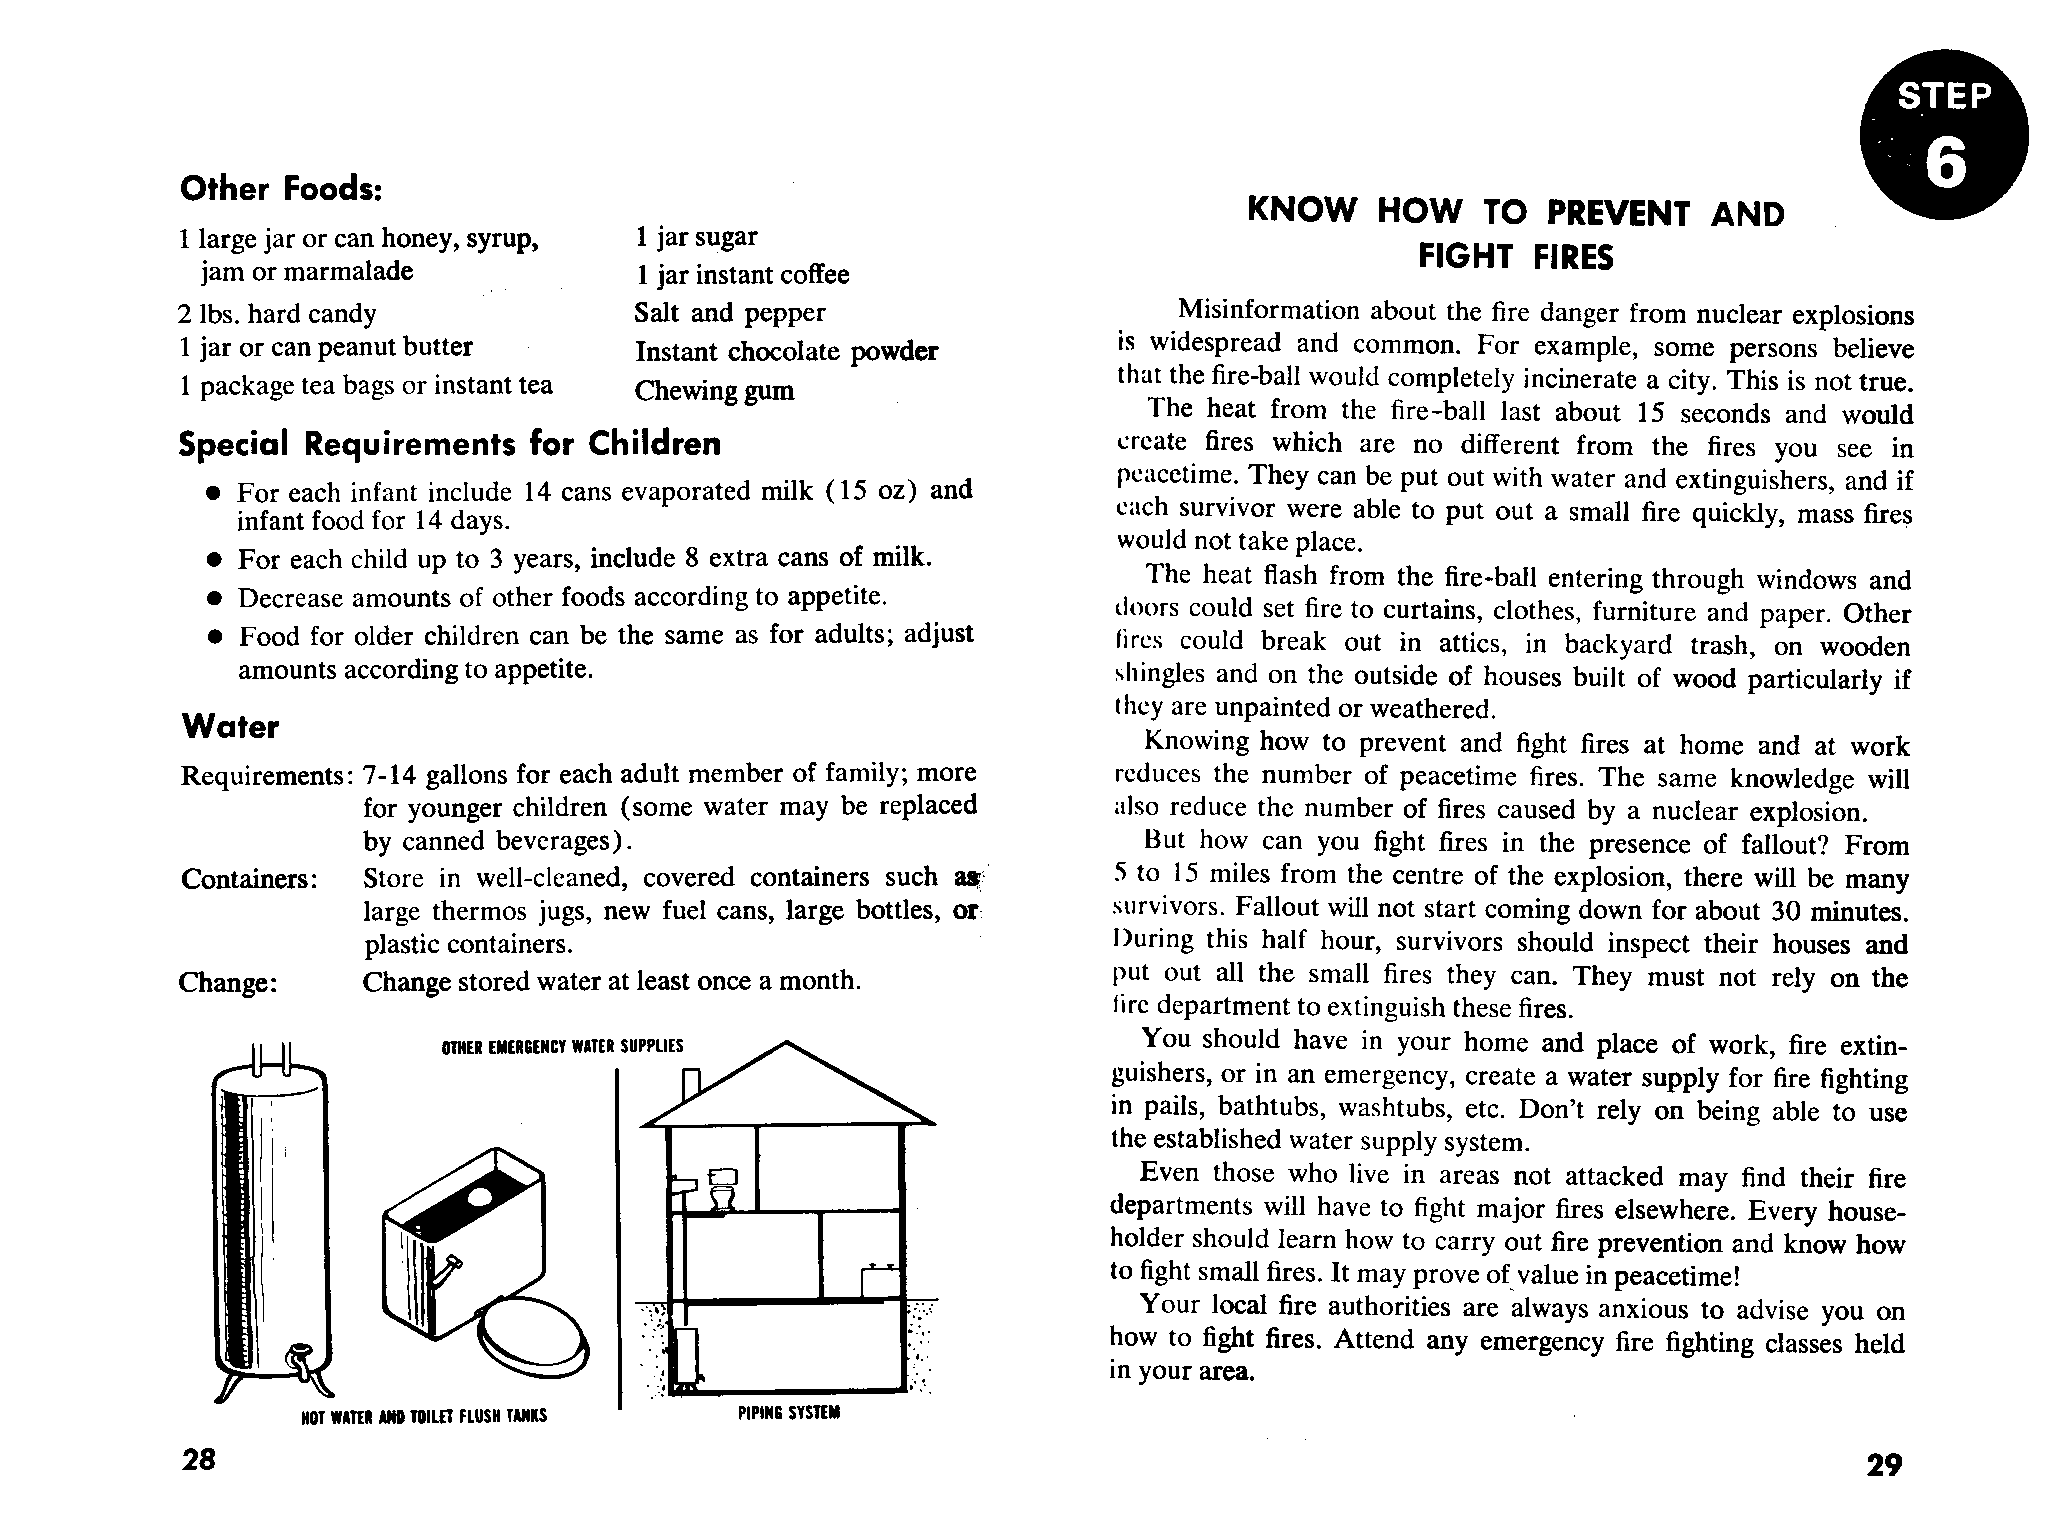 Other Foods:
1 large jar or can honey, syrup,
jam or marmalade
2 lbs. hard candy
1 jar or can peanut butter
1 package tea bags or instant tea
1 jar sugar
1 jar instant coffee
Salt and pepper
Instant chocolate powder
Chewing gum
Special Requirements for Children
● For each infant include 14 cans evaporated milk (15 oz) and
infant food for 14 days.
● For each child up to 3 years, include 8 extra cans of milk.
● Decrease amounts of other foods according to appetite.
● Food for older children can be the same as for adults; adjust
amounts according to appetite.
Water
Requirements: 7-14 gallons for each adult member of family; more
for younger children (some water may be replaced
by canned beverages).
Containers: Store in well-cleaned, covered containers such as
large thermos jugs, new fuel cans, large bottles, or
plastic containers.
Change: Change stored water at least once a month.
OTHER EMERGENCY WATER SUPPLIES
HOT WATER AND TOILET FLUSH TANKS
PIPING SYSTEM
28
STEP
6
KNOW HOW TO PREVENT AND
FIGHT FIRES
Misinformation about the fire danger from nuclear explosions
is widespread and common. For example, some persons believe
that the fire-ball would completely incinerate a city. This is not true.
The heat from the fire-ball last about 15 seconds and would
create fires which are no different from the fires you see in
peacetime. They can be put out with water and extinguishers, and if
each survivor were able to put out a small fire quickly, mass fires
would not take place.
The heat flash from the fire-ball entering through windows and
doors could set fire to curtains, clothes, furniture and paper. Other
fires could break out in attics, in backyard trash, on wooden
shingles and on the outside of houses built of wood particularly if
they are unpainted or weathered.
Knowing how to prevent and fight fires at home and at work
reduces the number of peacetime fires. The same knowledge will
also reduce the number of fires caused by a nuclear explosion.
But how can you fight fires in the presence of fallout? From
5 to 15 miles from the centre of the explosion, there will be many
survivors. Fallout will not start coming down for about 30 minutes.
During this half hour, survivors should inspect their houses and
put out all the small fires they can. They must not rely on the
fire department to extinguish these fires.
You should have in your home and place of work, fire extin-
guishers, or in an emergency, create a water supply for fire fighting
in pails, bathtubs, washtubs, etc. Don't rely on being able to use
the established water supply system.
Even those who live in areas not attacked may find their fire
departments will have to fight major fires elsewhere. Every house-
holder should learn how to carry out fire prevention and know how
to fight small fires. It may prove of value in peacetime!
Your local fire authorities are always anxious to advise you on
how to fight fires. Attend any emergency fire fighting classes held
in your area.
29